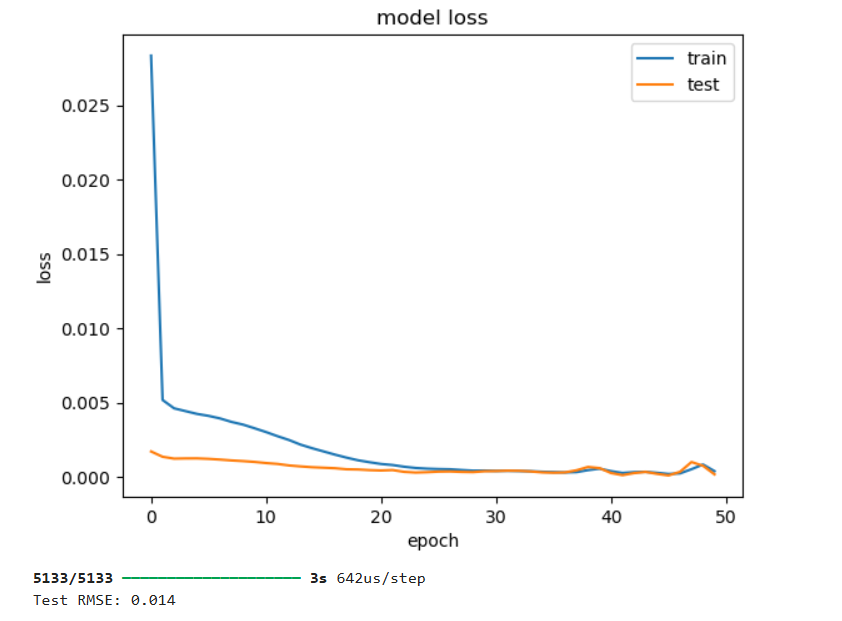 model loss
train
test
0.025
0.020
0.015
0.010
0.005
0.000
loss
0 10 20 30 40 50
epoch
5133/5133 3s 642us/step
Test RMSE: 0.014